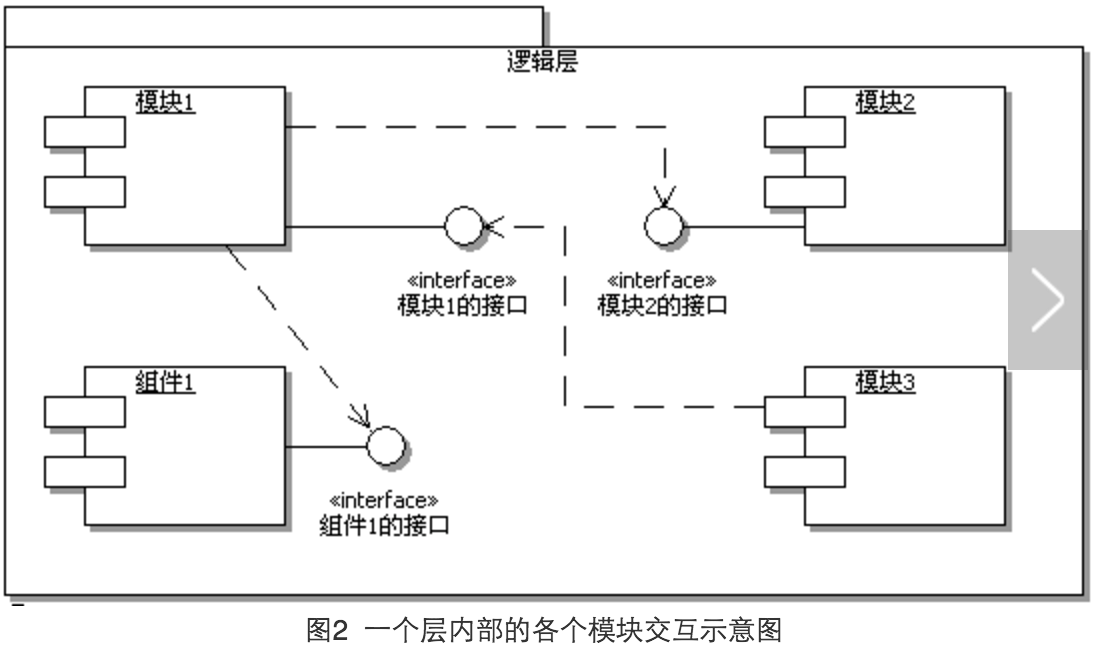 逻辑层
模块1
模块2
«interface»
模块1的接口
«interface»
模块2的接口
组件1
模块3
«interface»
组件1的接口
图2 一个层内部的各个模块交互示意图